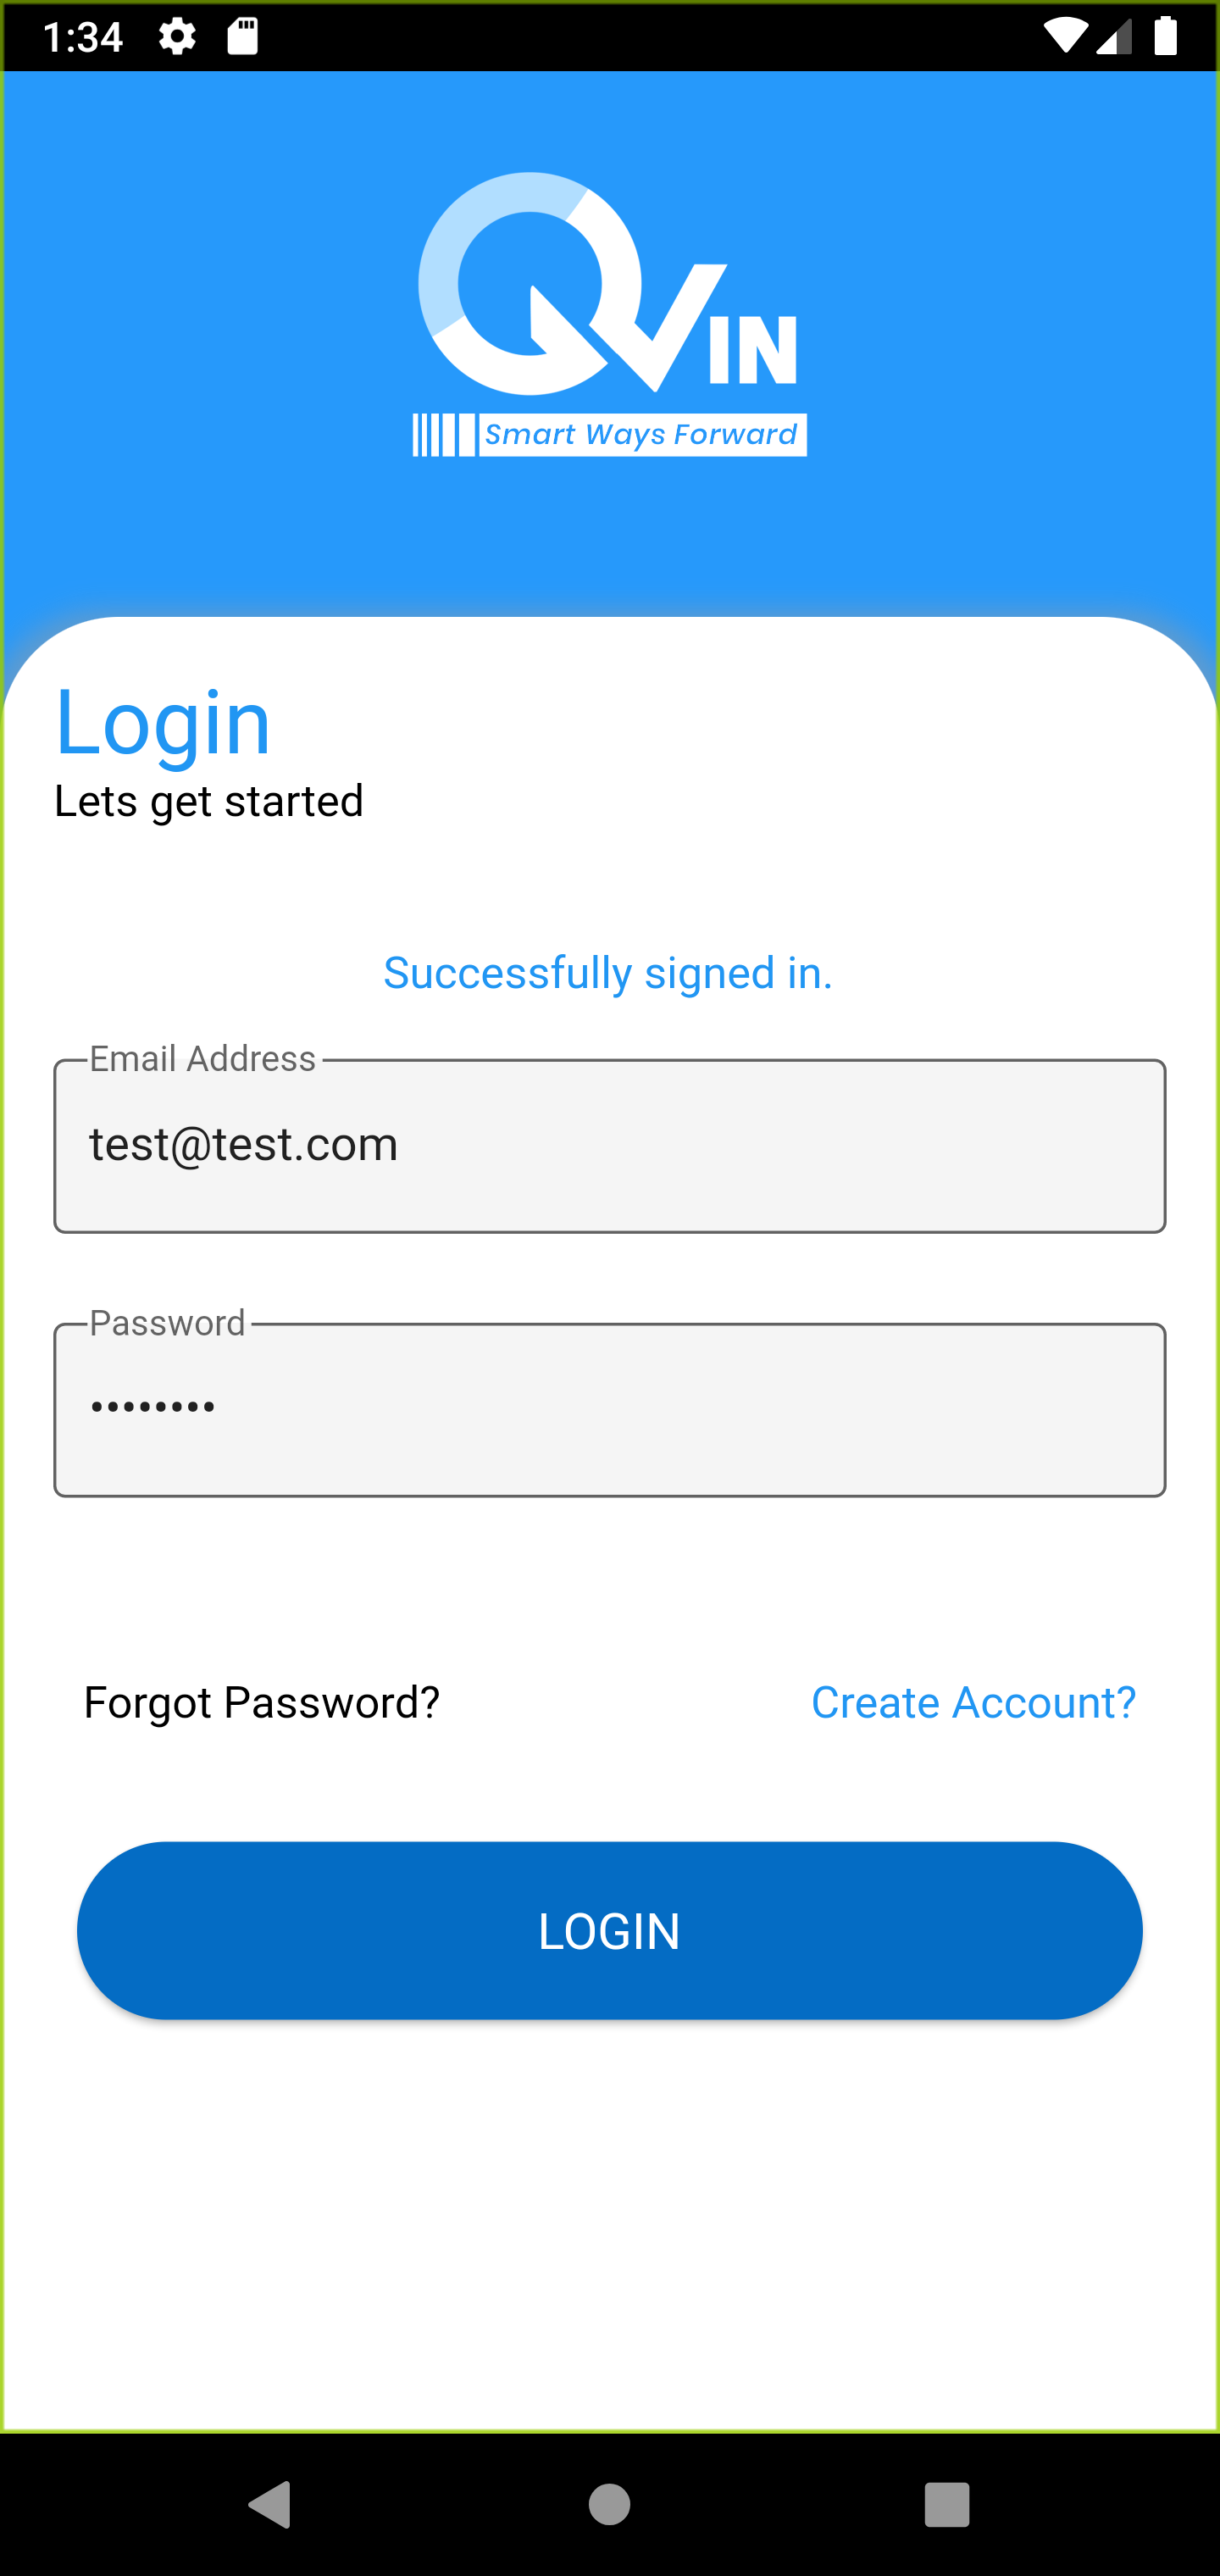 1:34
QVIN
Smart Ways Forward
Login
Lets get started
Successfully signed in.
Email Address
test@test.com
Password
••••••••
Forgot Password?
Create Account?
LOGIN